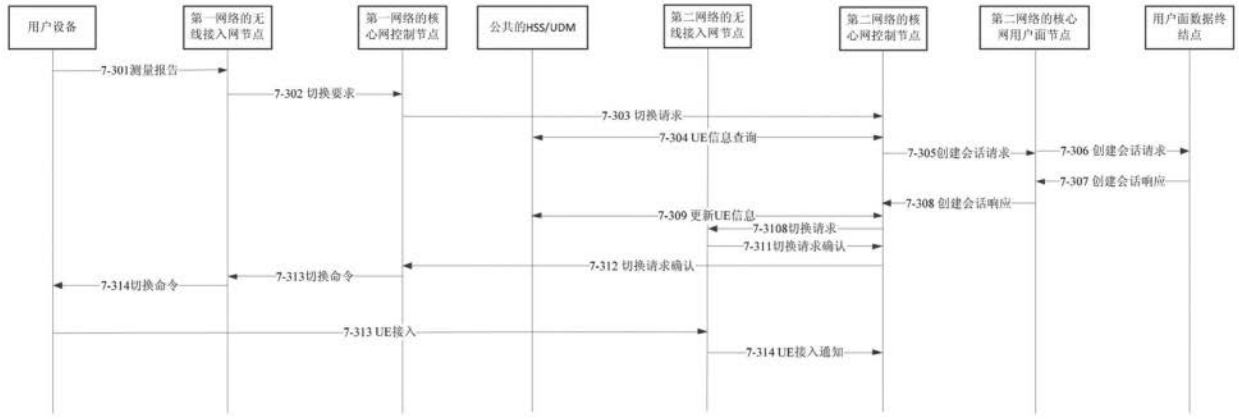 用户设备
第一网络的无
线接入网节点
第一网络的核
心网控制节点
公共的HSS/UDM
第二网络的无
线接入网节点
第二网络的核
心网控制节点
第二网络的核心
网用户面节点
用户面数据终
结点
7-301测量报告
7-302 切换要求
7-303 切换请求
7-304 UE信息查询
7-305创建会话请求
7-306 创建会话请求
7-307 创建会话响应
7-308 创建会话响应
7-309 更新UE信息
7-3108切换请求
7-311切换请求确认
7-312 切换请求确认
7-313切换命令
7-314切换命令
7-313 UE接入
7-314 UE接入通知